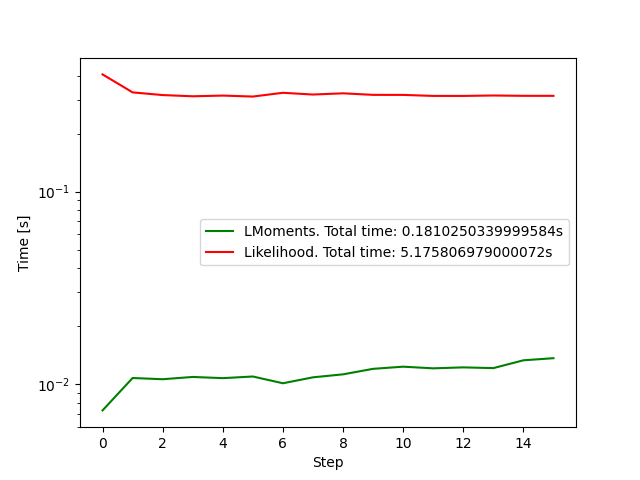 10⁻¹
10⁻²
Time [s]
LMoments. Total time: 0.1810250339999584s
Likelihood. Total time: 5.175806979000072s
0 2 4 6 8 10 12 14
Step